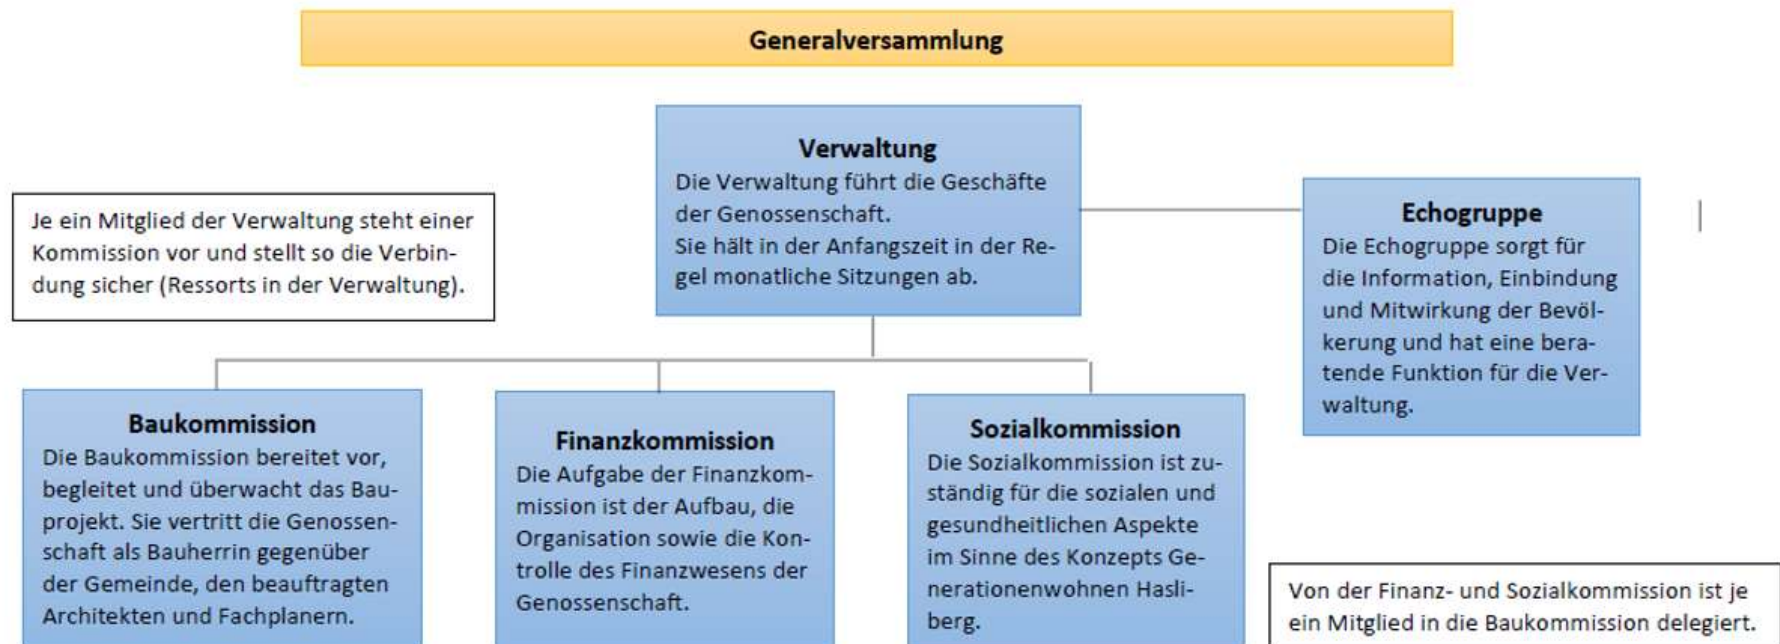 Generalversammlung
Verwaltung
Die Verwaltung führt die Geschäfte
der Genossenschaft.
Sie hält in der Anfangszeit in der Re-
gel monatliche Sitzungen ab.
Je ein Mitglied der Verwaltung steht einer
Kommission vor und stellt so die Verbin-
dung sicher (Ressorts in der Verwaltung).
Echogruppe
Die Echogruppe sorgt für
die Information, Einbindung
und Mitwirkung der Bevöl-
kerung und hat eine bera-
tende Funktion für die Ver-
waltung.
Baukommission
Die Baukommission bereitet vor,
begleitet und überwacht das Bau-
projekt. Sie vertritt die Genossen-
schaft als Bauherrin gegenüber
der Gemeinde, den beauftragten
Architekten und Fachplanern.
Finanzkommission
Die Aufgabe der Finanzkom-
mission ist der Aufbau, die
Organisation sowie die Kon-
trolle des Finanzwesens der
Genossenschaft.
Sozialkommission
Die Sozialkommission ist zu-
ständig für die sozialen und
gesundheitlichen Aspekte
im Sinne des Konzepts Ge-
nerationenwohnen Hasli-
berg.
Von der Finanz- und Sozialkommission ist je
ein Mitglied in die Baukommission delegiert.